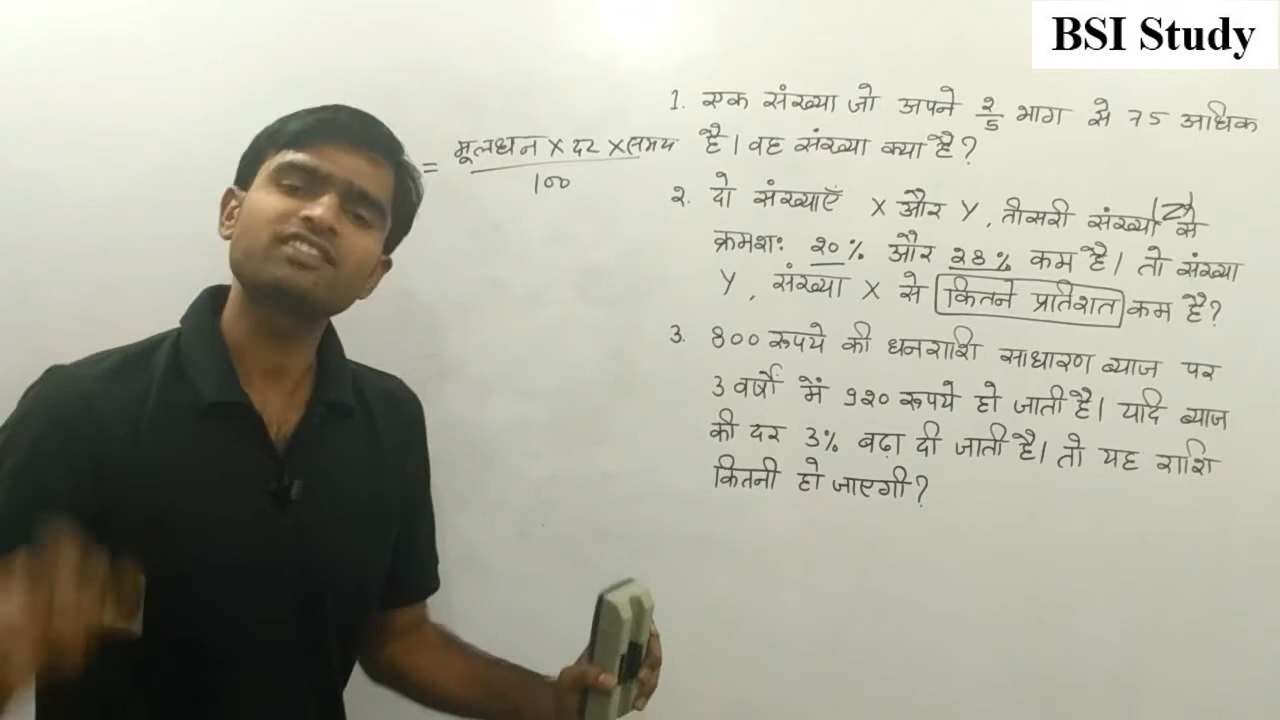 BSI Study
= मूलधन × दर × समय
100
1. एक संख्या जो अपने 2/5 भाग से 75 अधिक
है। वह संख्या क्या है?
2. दो संख्याएँ X और Y, तीसरी संख्या (Z) से
क्रमशः 20% और 28% कम है। तो संख्या
Y, संख्या X से कितने प्रतिशत कम है?
3. 800 रुपये की धनराशि साधारण ब्याज पर
3 वर्षों में 920 रुपये हो जाती है। यदि ब्याज
की दर 3% बढ़ा दी जाती है। तो यह राशि
कितनी हो जाएगी?